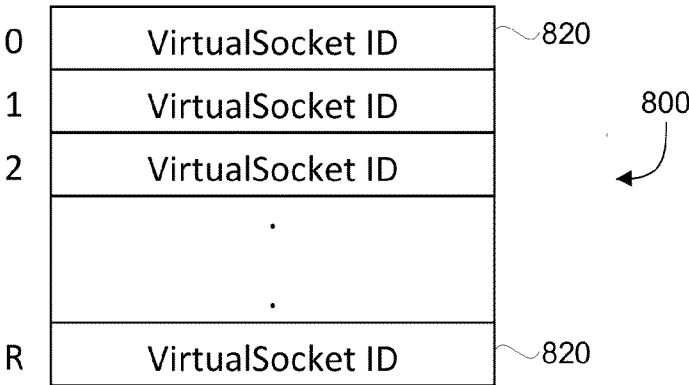 0 VirtualSocket ID 820
1 VirtualSocket ID
800
2 VirtualSocket ID
.
.
R VirtualSocket ID 820